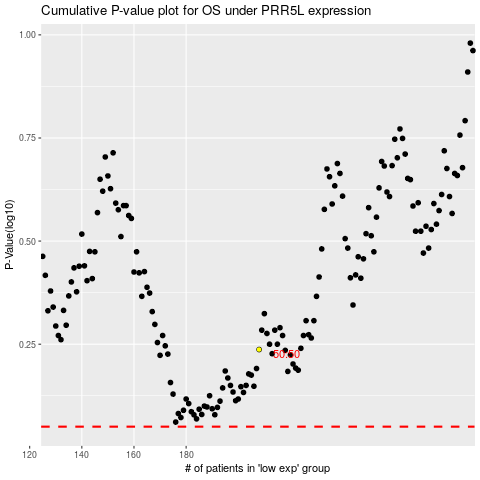 Cumulative P-value plot for OS under PRR5L expression
P-Value(log10)
1.00
0.75
0.50
0.25
50:50
120 140 160 180
# of patients in 'low exp' group